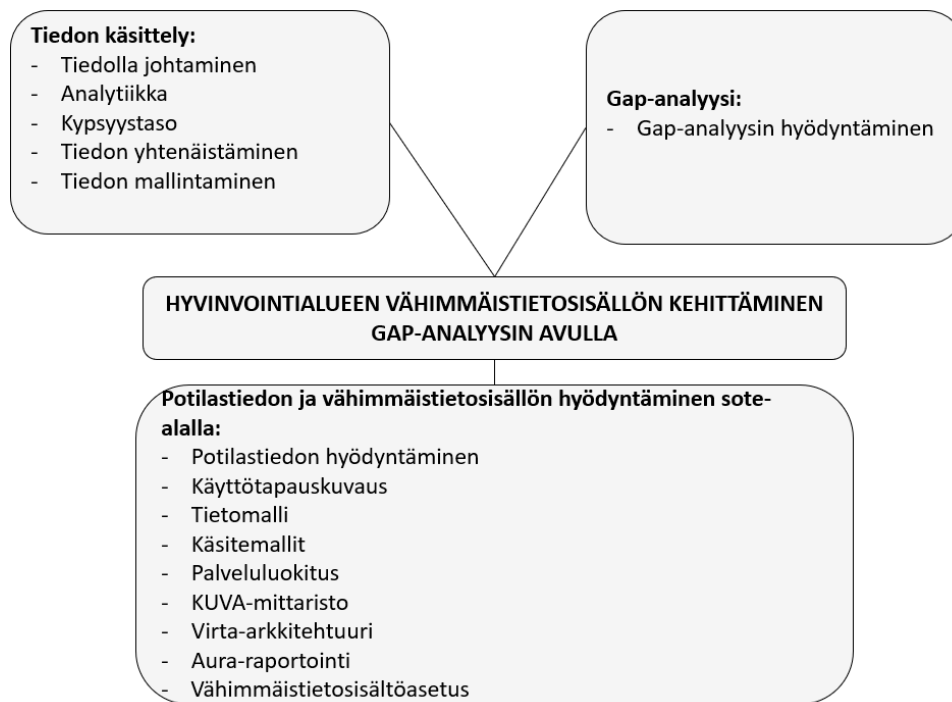 Tiedon käsittely:
- Tiedolla johtaminen
- Analytiikka
- Kypsyystaso
- Tiedon yhtenäistäminen
- Tiedon mallintaminen
Gap-analyysi:
- Gap-analyysin hyödyntäminen
HYVINVOINTIALUEEN VÄHIMMÄISTIETOSISÄLLÖN KEHITTÄMINEN
GAP-ANALYYSIN AVULLA
Potilastiedon ja vähimmäistietosisällön hyödyntäminen sote-
alalla:
- Potilastiedon hyödyntäminen
- Käyttötapauskuvaus
- Tietomalli
- Käsitemallit
- Palveluluokitus
- KUVA-mittaristo
- Virta-arkkitehtuuri
- Aura-raportointi
- Vähimmäistietosisältöasetus